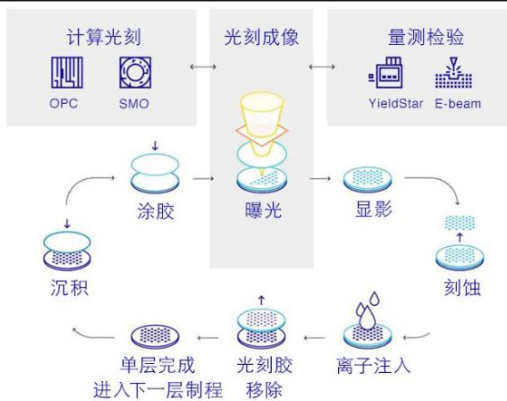 计算光刻
光刻成像
量测检验
OPC
SMO
YieldStar
E-beam
涂胶
曝光
显影
沉积
刻蚀
单层完成
进入下一层制程
光刻胶
移除
离子注入